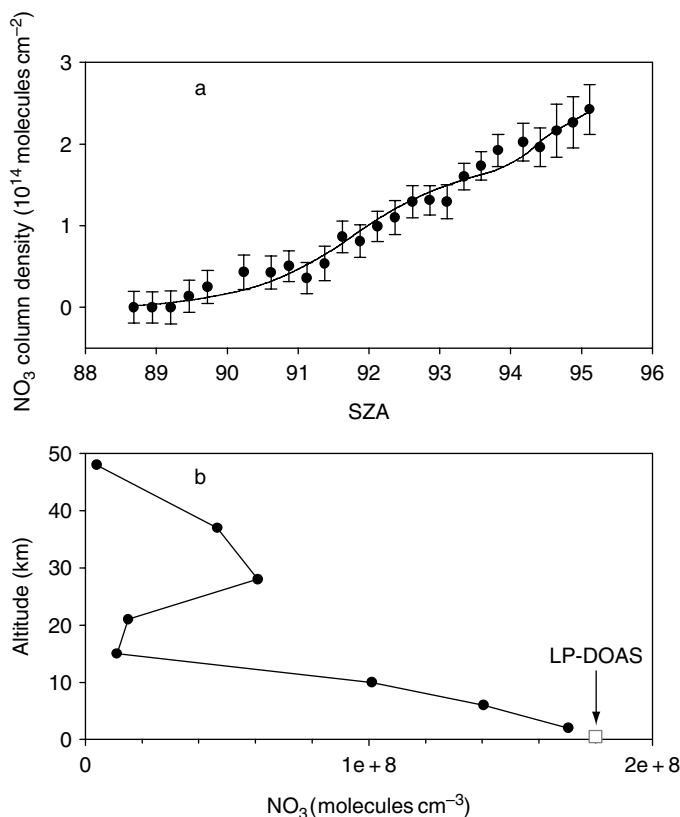 a
NO₃ column density (10¹⁴ molecules cm⁻²)
3
2
1
0
88 89 90 91 92 93 94 95 96
SZA
b
Altitude (km)
50
40
30
20
10
0
LP-DOAS
0 1e + 8 2e + 8
NO₃ (molecules cm⁻³)